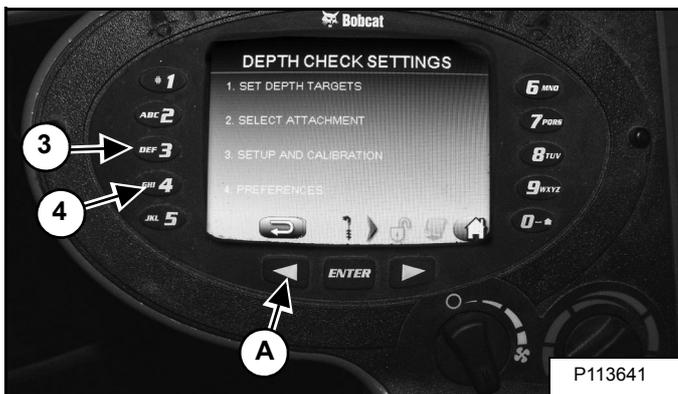 Bobcat
DEPTH CHECK SETTINGS
1. SET DEPTH TARGETS
2. SELECT ATTACHMENT
3. SETUP AND CALIBRATION
4. PREFERENCES
*1
ABC 2
DEF 3
GHI 4
JKL 5
6 MNO
7 PQRS
8 TUV
9 WXYZ
0
ENTER
3
4
A
P113641